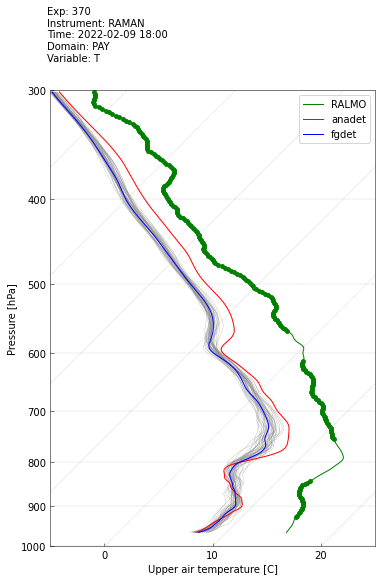 Exp: 370
Instrument: RAMAN
Time: 2022-02-09 18:00
Domain: PAY
Variable: T
300
400
500
600
700
800
900
1000
Pressure [hPa]
RALMO
anadet
fgdet
0
10
20
Upper air temperature [C]